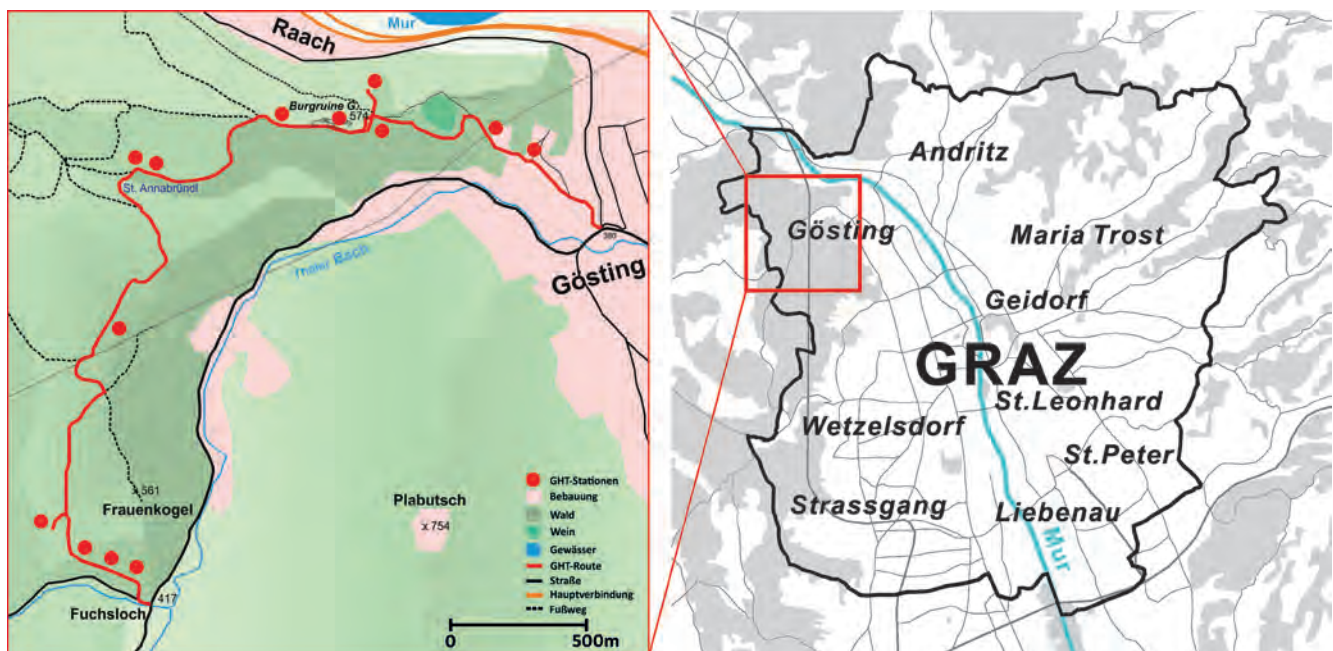 Mur
Raach
Burgruine G.
574
St. Annabründl
Thaler Bach
Gösting
x 561
Frauenkogel
Plabutsch
x 754
Fuchsloch
417
GHT-Stationen
Bebauung
Wald
Wein
Gewässer
GHT-Route
Straße
Hauptverbindung
Fußweg
0 500m
Andritz
Gösting
Maria Trost
Geidorf
GRAZ
St.Leonhard
Wetzelsdorf
St.Peter
Strassgang
Liebenau
Mur